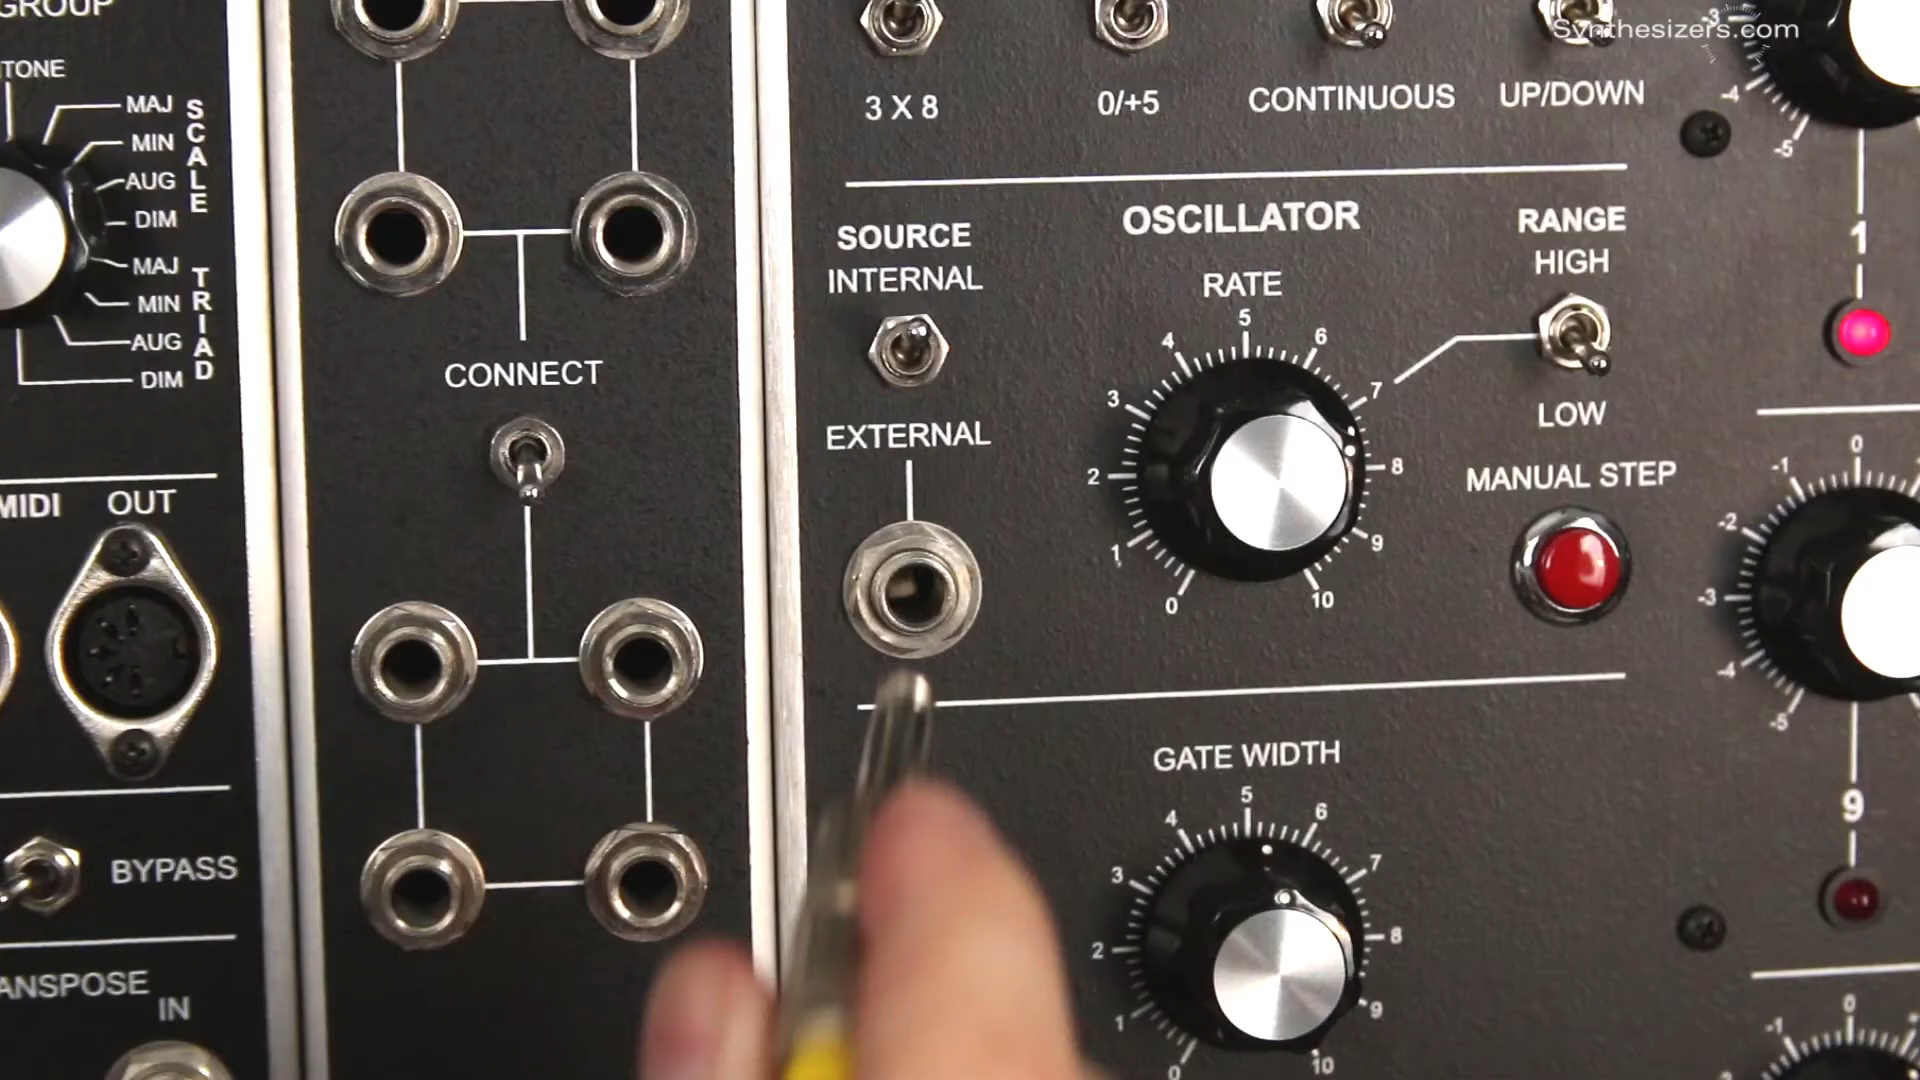 GROUP
TONE
MAJ
MIN
AUG
DIM
SCALE
MAJ
MIN
AUG
DIM
TRIAD
MIDI OUT
BYPASS
ANSPOSE
IN
CONNECT
3 X 8
0/+5
CONTINUOUS
UP/DOWN
Synthesizers.com
SOURCE
INTERNAL
EXTERNAL
OSCILLATOR
RATE
0 1 2 3 4 5 6 7 8 9 10
RANGE
HIGH
LOW
MANUAL STEP
GATE WIDTH
0 1 2 3 4 5 6 7 8 9 10
-3
-4
-5
1
0
-1
-2
-3
-4
-5
9
0
-1